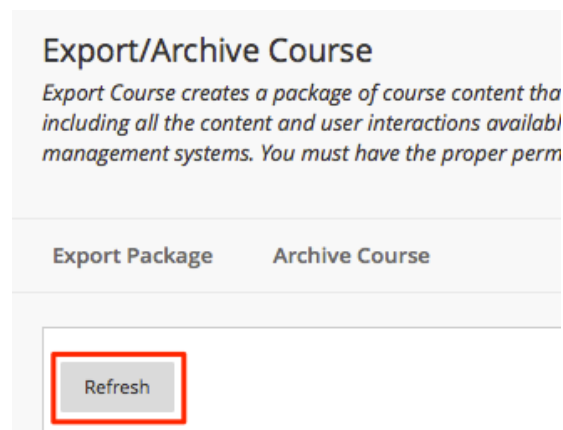 Export/Archive Course
Export Course creates a package of course content tha
including all the content and user interactions availabl
management systems. You must have the proper perm
Export Package Archive Course
Refresh